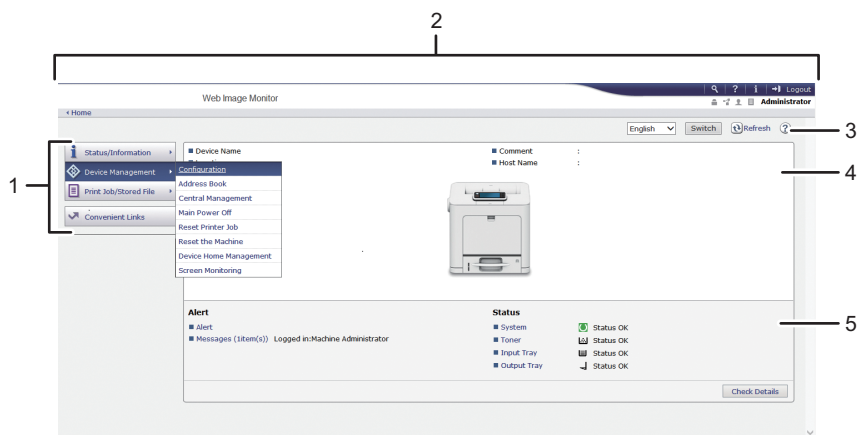 2
Web Image Monitor
? i Logout
Administrator
Home
English Switch Refresh ?
3
1
i Status/Information
Device Management
Print Job/Stored File
Convenient Links
Configuration
Address Book
Central Management
Main Power Off
Reset Printer Job
Reset the Machine
Device Home Management
Screen Monitoring
Device Name
Comment :
Host Name :
4
Alert
Alert
Messages (1item(s)) Logged in:Machine Administrator
Status
System Status OK
Toner Status OK
Input Tray Status OK
Output Tray Status OK
5
Check Details